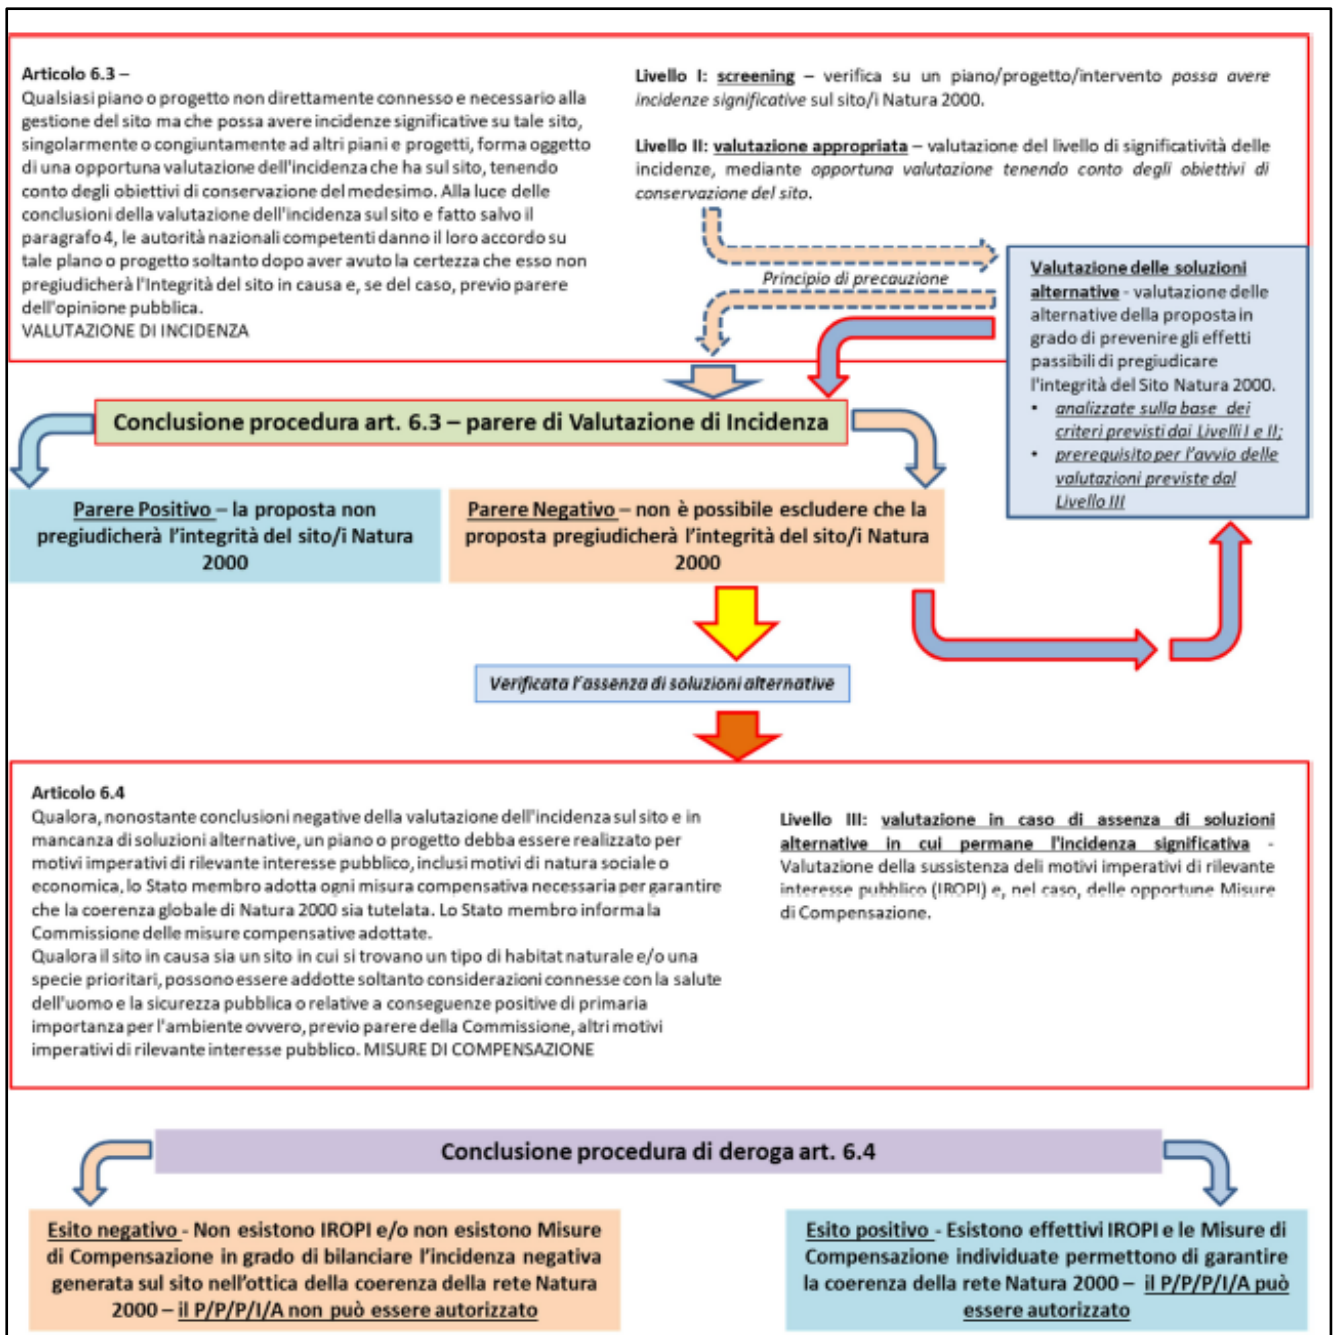 Articolo 6.3 –
Qualsiasi piano o progetto non direttamente connesso e necessario alla
gestione del sito ma che possa avere incidenze significative su tale sito,
singolarmente o congiuntamente ad altri piani e progetti, forma oggetto
di una opportuna valutazione dell'incidenza che ha sul sito, tenendo
conto degli obiettivi di conservazione del medesimo. Alla luce delle
conclusioni della valutazione dell'incidenza sul sito e fatto salvo il
paragrafo 4, le autorità nazionali competenti danno il loro accordo su
tale plano o progetto soltanto dopo aver avuto la certezza che esso non
pregiudicherà l'Integrità del sito in causa e, se del caso, previo parere
dell'opinione pubblica.
VALUTAZIONE DI INCIDENZA
Livello I: screening – verifica su un piano/progetto/intervento possa avere
incidenze significative sul sito/i Natura 2000.
Livello II: valutazione appropriata – valutazione del livello di significatività delle
incidenze, mediante opportuna valutazione tenendo conto degli obiettivi di
conservazione del sito.
Principio di precauzione
Valutazione delle soluzioni
alternative - valutazione delle
alternative della proposta in
grado di prevenire gli effetti
passibili di pregiudicare
l'integrità del Sito Natura 2000.
• analizzate sulla base dei
criteri previsti dai Livelli I e II;
• prerequisito per l'avvio delle
valutazioni previste dal
Livello III
Conclusione procedura art. 6.3 – parere di Valutazione di Incidenza
Parere Positivo – la proposta non
pregiudicherà l'integrità del sito/i Natura
2000
Parere Negativo – non è possibile escludere che la
proposta pregiudicherà l'integrità del sito/i Natura
2000
Verificata l'assenza di soluzioni alternative
Articolo 6.4
Qualora, nonostante conclusioni negative della valutazione dell'incidenza sul sito e in
mancanza di soluzioni alternative, un piano o progetto debba essere realizzato per
motivi imperativi di rilevante interesse pubblico, inclusi motivi di natura sociale o
economica, lo Stato membro adotta ogni misura compensativa necessaria per garantire
che la coerenza globale di Natura 2000 sia tutelata. Lo Stato membro informa la
Commissione delle misure compensative adottate.
Qualora il sito in causa sia un sito in cui si trovano un tipo di habitat naturale e/o una
specie prioritari, possono essere addotte soltanto considerazioni connesse con la salute
dell'uomo e la sicurezza pubblica o relative a conseguenze positive di primaria
importanza per l'ambiente ovvero, previo parere della Commissione, altri motivi
imperativi di rilevante interesse pubblico. MISURE DI COMPENSAZIONE
Livello III: valutazione in caso di assenza di soluzioni
alternative in cui permane l'incidenza significativa -
Valutazione della sussistenza deli motivi imperativi di rilevante
interesse pubblico (IROPI) e, nel caso, delle opportune Misure
di Compensazione.
Conclusione procedura di deroga art. 6.4
Esito negativo - Non esistono IROPI e/o non esistono Misure
di Compensazione in grado di bilanciare l'incidenza negativa
generata sul sito nell'ottica della coerenza della rete Natura
2000 – il P/P/P/I/A non può essere autorizzato
Esito positivo - Esistono effettivi IROPI e le Misure di
Compensazione individuate permettono di garantire
la coerenza della rete Natura 2000 – il P/P/P/I/A può
essere autorizzato